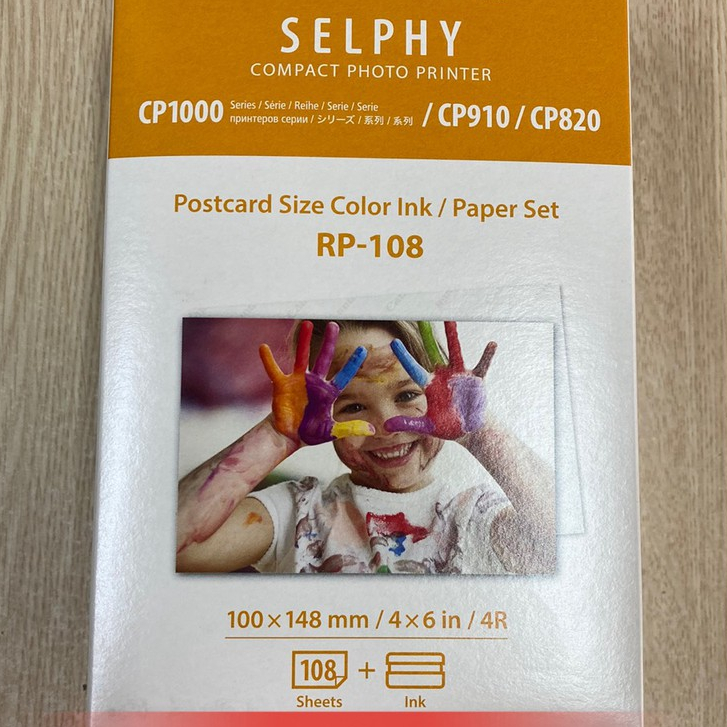 SELPHY
COMPACT PHOTO PRINTER
CP1000 Series / Série / Reihe / Serie / Serie / CP910 / CP820
принтеров серии / シリーズ / 系列 / 系列
Postcard Size Color Ink / Paper Set
RP-108
100 × 148 mm / 4 × 6 in / 4R
108 +
Sheets Ink